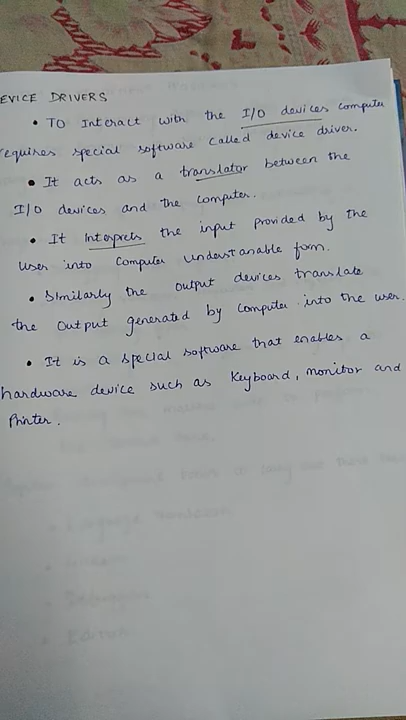 EVICE DRIVERS
• TO Interact with the I/O devices computer
requires special software called device driver.
• It acts as a translator between the
I/O devices and the computer.
• It Interprets the input provided by the
user into computer understanable form.
• Similarly the output devices translate
the output generated by computer into the user.
• It is a special software that enables a
hardware device such as keyboard, monitor and
Printer.